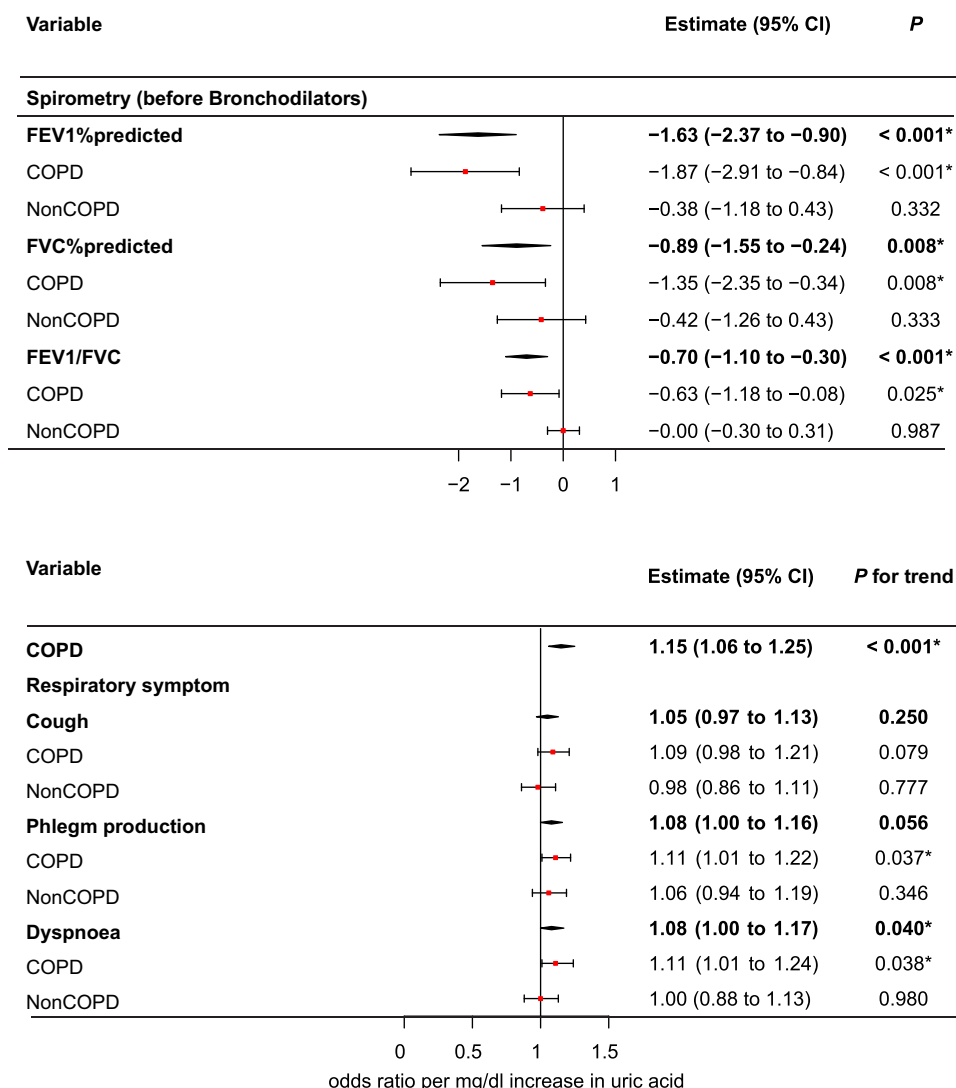 Variable Estimate (95% CI) P
Spirometry (before Bronchodilators)
FEV1%predicted −1.63 (−2.37 to −0.90) < 0.001*
COPD −1.87 (−2.91 to −0.84) < 0.001*
NonCOPD −0.38 (−1.18 to 0.43) 0.332
FVC%predicted −0.89 (−1.55 to −0.24) 0.008*
COPD −1.35 (−2.35 to −0.34) 0.008*
NonCOPD −0.42 (−1.26 to 0.43) 0.333
FEV1/FVC −0.70 (−1.10 to −0.30) < 0.001*
COPD −0.63 (−1.18 to −0.08) 0.025*
NonCOPD −0.00 (−0.30 to 0.31) 0.987
−2 −1 0 1
Variable Estimate (95% CI) P for trend
COPD 1.15 (1.06 to 1.25) < 0.001*
Respiratory symptom
Cough 1.05 (0.97 to 1.13) 0.250
COPD 1.09 (0.98 to 1.21) 0.079
NonCOPD 0.98 (0.86 to 1.11) 0.777
Phlegm production 1.08 (1.00 to 1.16) 0.056
COPD 1.11 (1.01 to 1.22) 0.037*
NonCOPD 1.06 (0.94 to 1.19) 0.346
Dyspnoea 1.08 (1.00 to 1.17) 0.040*
COPD 1.11 (1.01 to 1.24) 0.038*
NonCOPD 1.00 (0.88 to 1.13) 0.980
0 0.5 1 1.5
odds ratio per mg/dl increase in uric acid